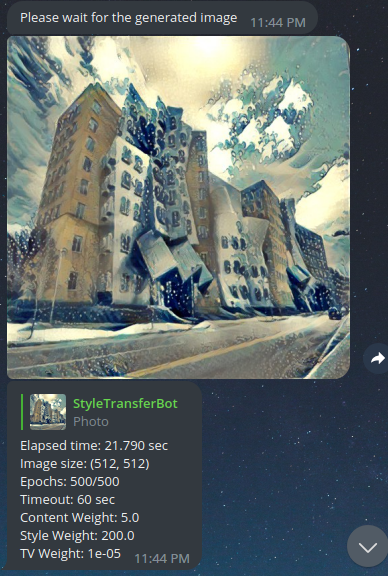 Please wait for the generated image
11:44 PM
StyleTransferBot
Photo
Elapsed time: 21.790 sec
Image size: (512, 512)
Epochs: 500/500
Timeout: 60 sec
Content Weight: 5.0
Style Weight: 200.0
TV Weight: 1e-05
11:44 PM